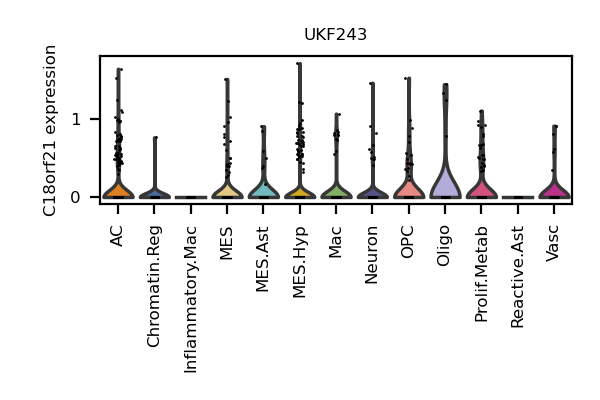 UKF243
C18orf21 expression
1
0
AC
Chromatin.Reg
Inflammatory.Mac
MES
MES.Ast
MES.Hyp
Mac
Neuron
OPC
Oligo
Prolif.Metab
Reactive.Ast
Vasc